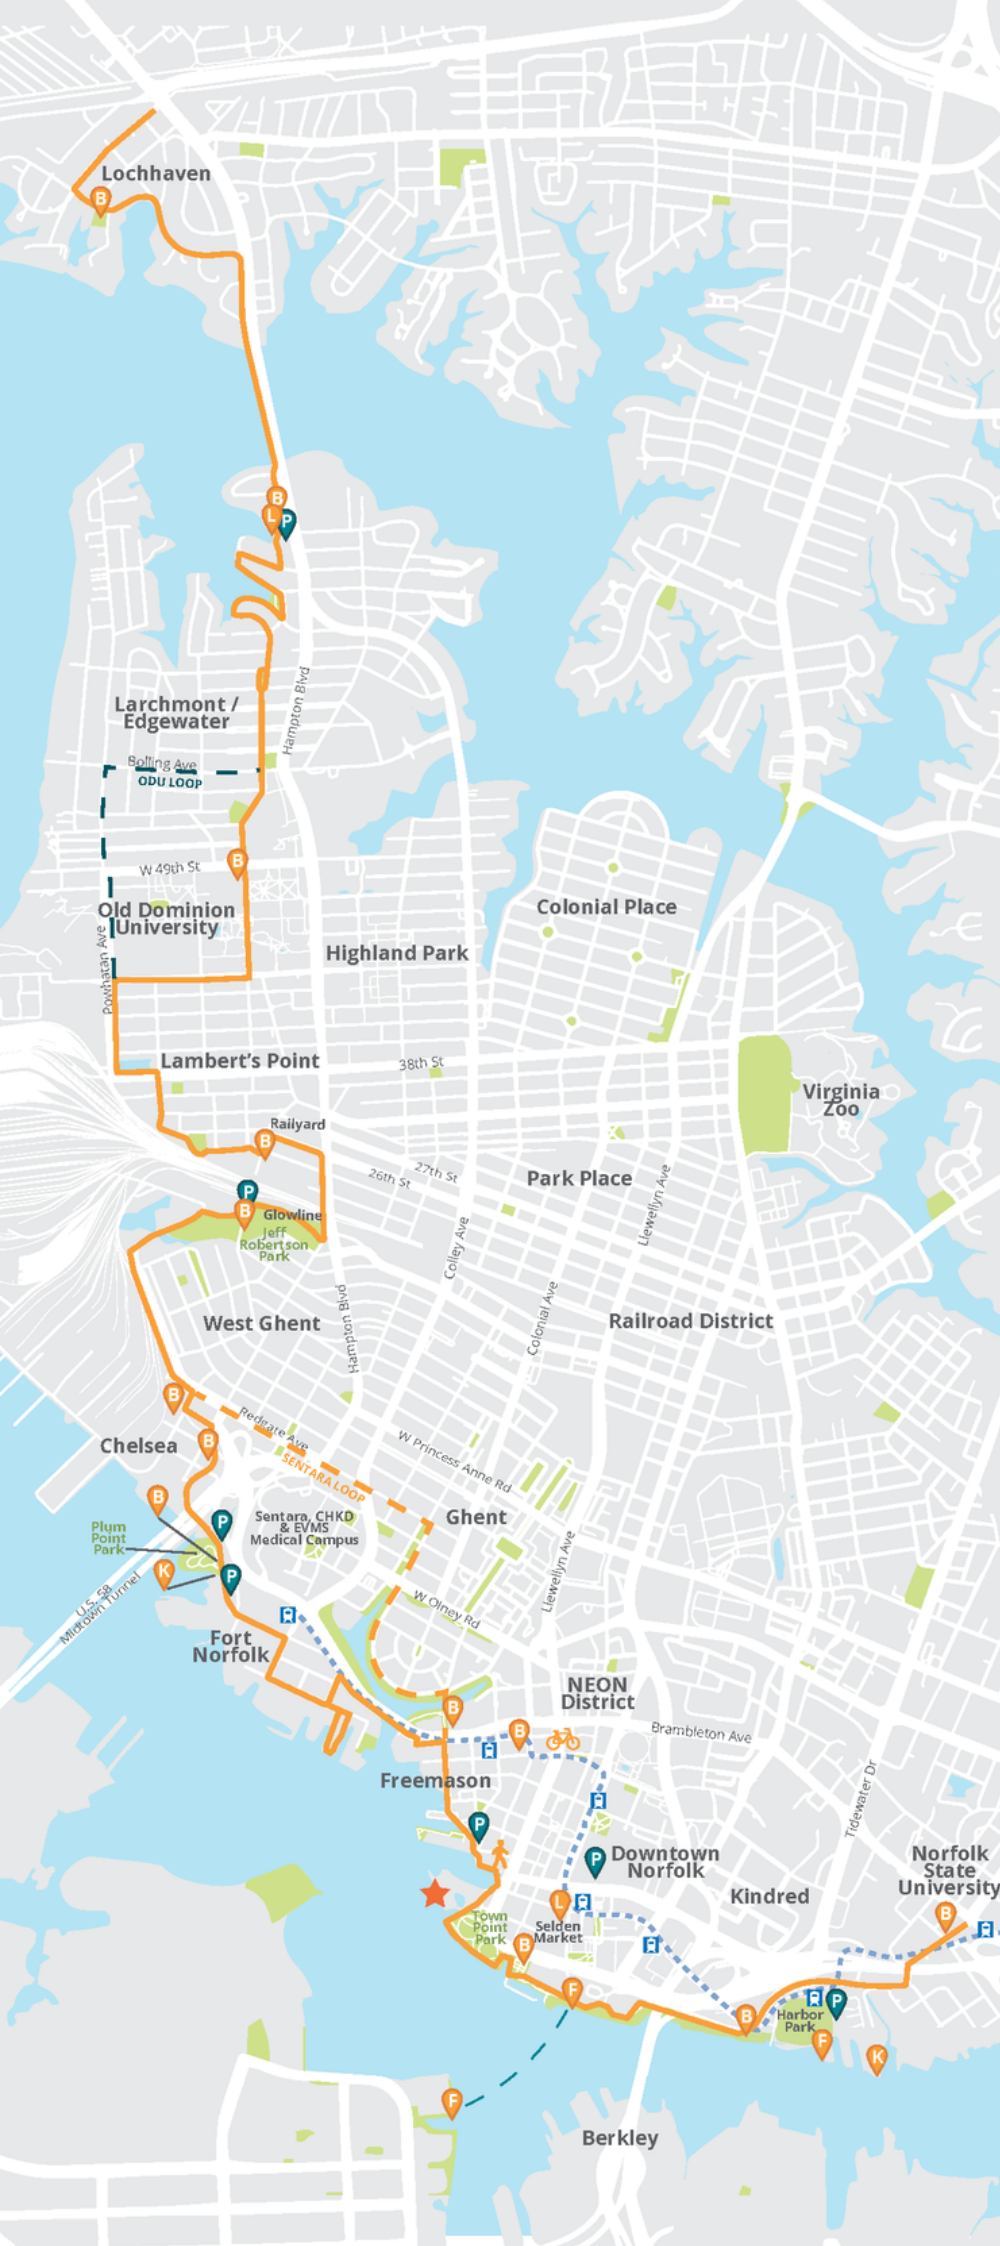 Lochhaven
B
B
L
P
Hampton Blvd
Larchmont /
Edgewater
Bolling Ave
ODU LOOP
B
W 49th St
Old Dominion
University
Colonial Place
Powhatan Ave
Highland Park
Lambert's Point
38th St
Virginia
Zoo
Railyard
B
27th St
26th St
Park Place
Llewellyn Ave
P
B
Glowline
Jeff
Robertson
Park
Colley Ave
Hampton Blvd
Colonial Ave
West Ghent
Railroad District
B
Redgate Ave
B
Chelsea
W Princess Anne Rd
SENTARA LOOP
B
P
Sentara, CHKD
& EVMS
Medical Campus
Ghent
Plum
Point
Park
K
P
Llewellyn Ave
U.S. 58
Midtown Tunnel
W Olney Rd
Fort
Norfolk
NEON
District
B
B
Brambleton Ave
Freemason
Tidewater Dr
P
P
Downtown
Norfolk
Norfolk
State
University
Kindred
L
B
Town
Point
Park
Selden
Market
B
F
B
Harbor
Park
P
F
K
F
Berkley